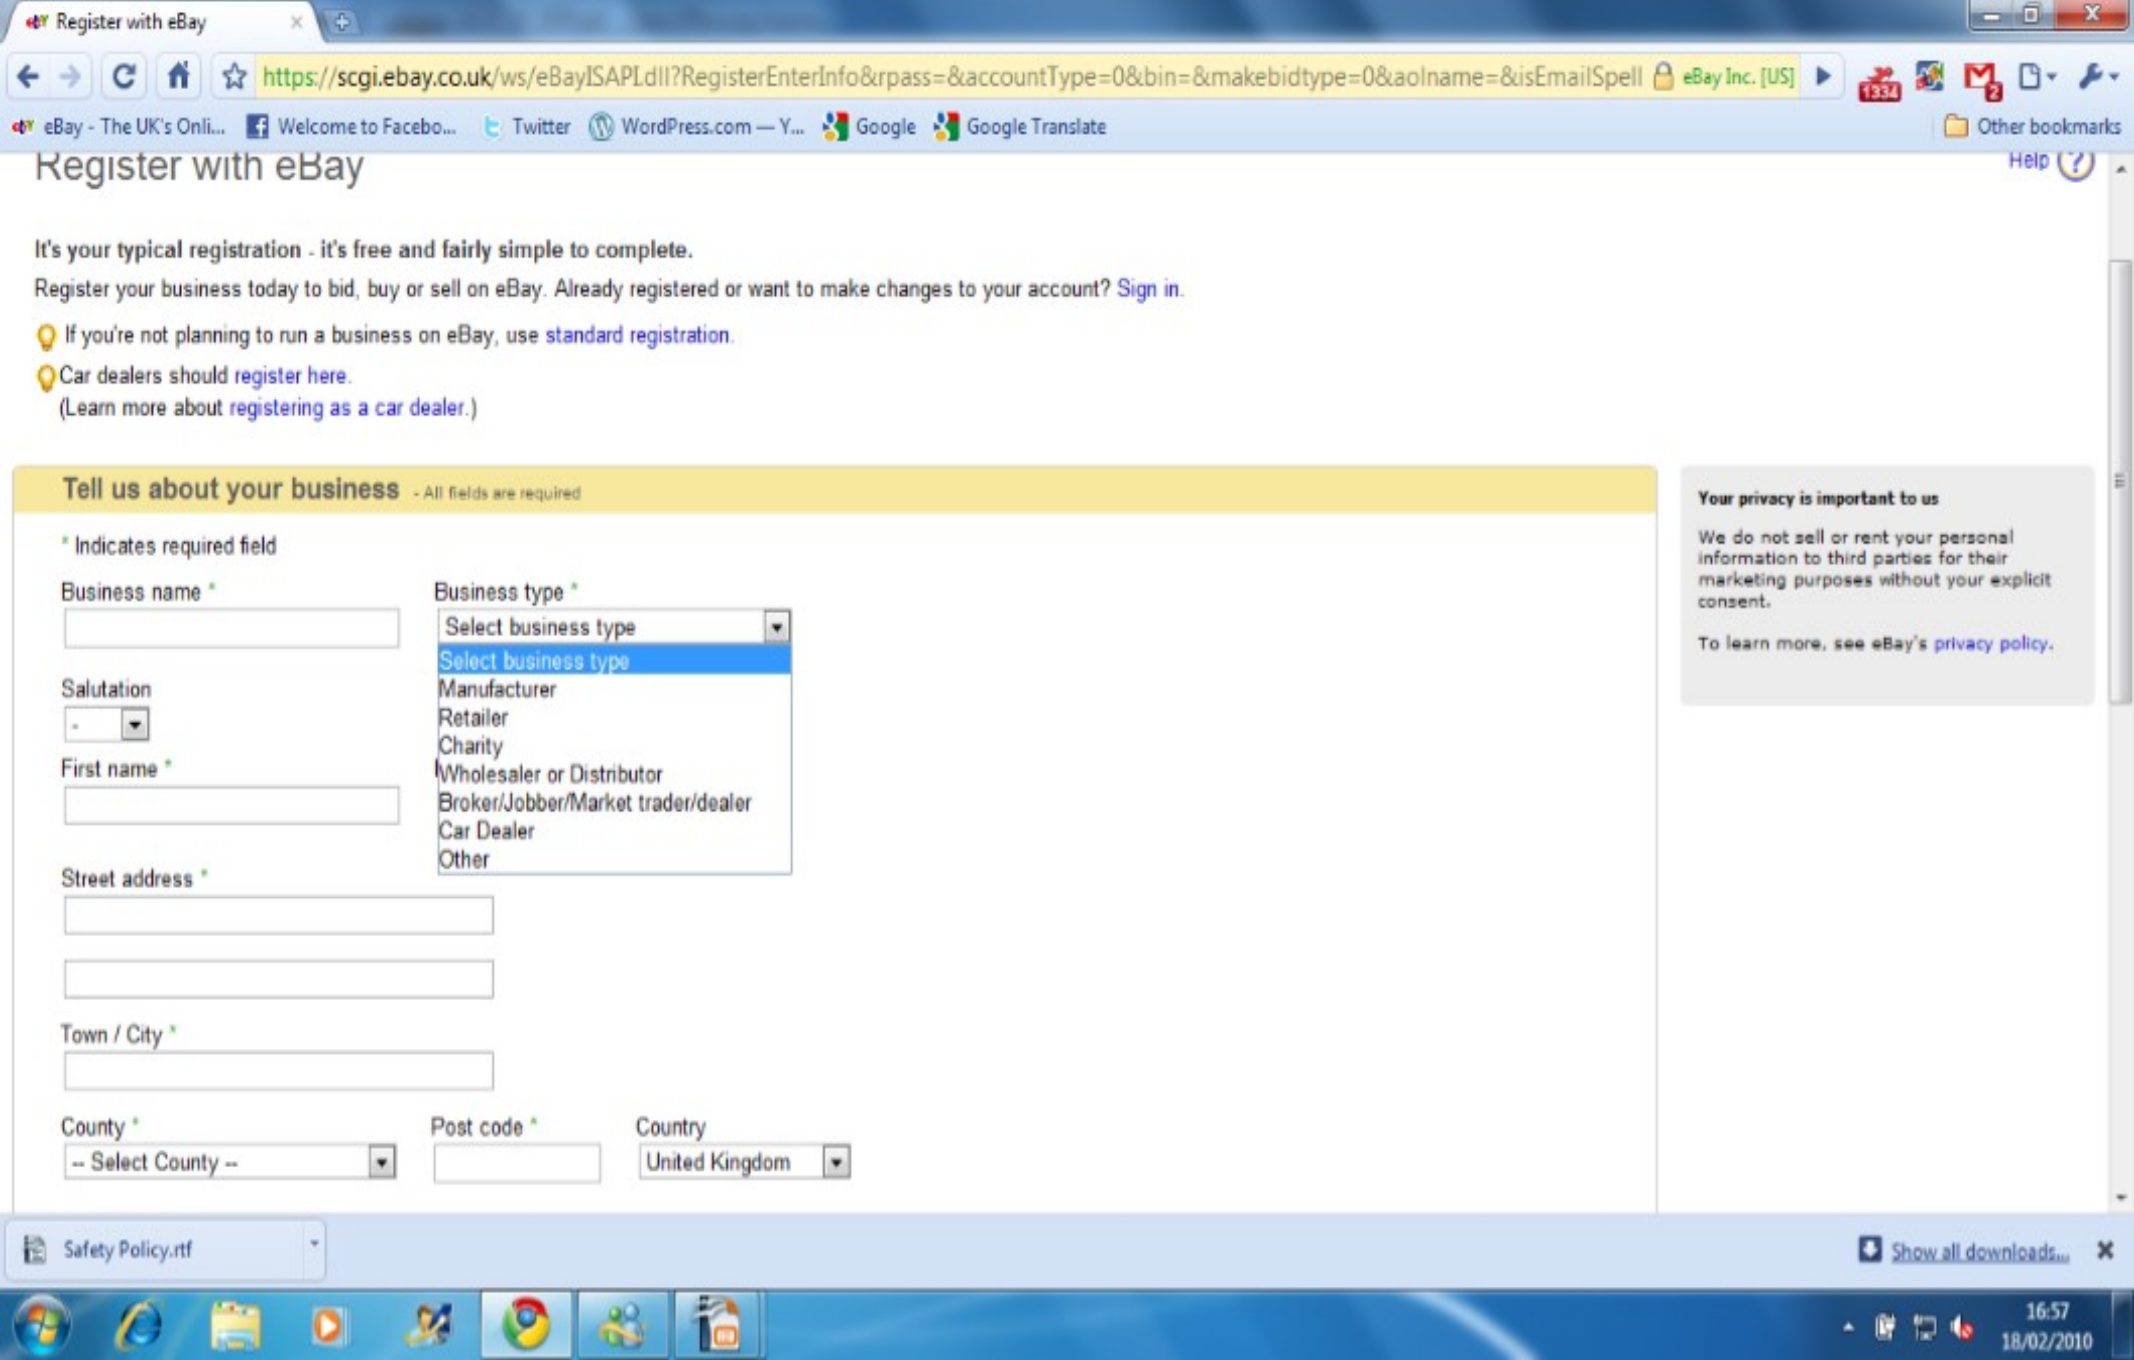 Register with eBay
https://scgi.ebay.co.uk/ws/eBayISAPI.dll?RegisterEnterInfo&rpass=&accountType=0&bin=&makebidtype=0&aolname=&isEmailSpell eBay Inc. [US] 1334 2
eBay - The UK's Onli... Welcome to Facebo... Twitter WordPress.com — Y... Google Google Translate Other bookmarks
Register with eBay Help ?
It's your typical registration - it's free and fairly simple to complete.
Register your business today to bid, buy or sell on eBay. Already registered or want to make changes to your account? Sign in.
If you're not planning to run a business on eBay, use standard registration.
Car dealers should register here.
(Learn more about registering as a car dealer.)
Tell us about your business - All fields are required
* Indicates required field
Business name * Business type *
Select business type
Select business type
Manufacturer
Retailer
Charity
Wholesaler or Distributor
Broker/Jobber/Market trader/dealer
Car Dealer
Other
Salutation
-
First name *
Street address *
Town / City *
County * Post code * Country
-- Select County -- United Kingdom
Your privacy is important to us
We do not sell or rent your personal
information to third parties for their
marketing purposes without your explicit
consent.
To learn more, see eBay's privacy policy.
Safety Policy.rtf Show all downloads...
16:57
18/02/2010